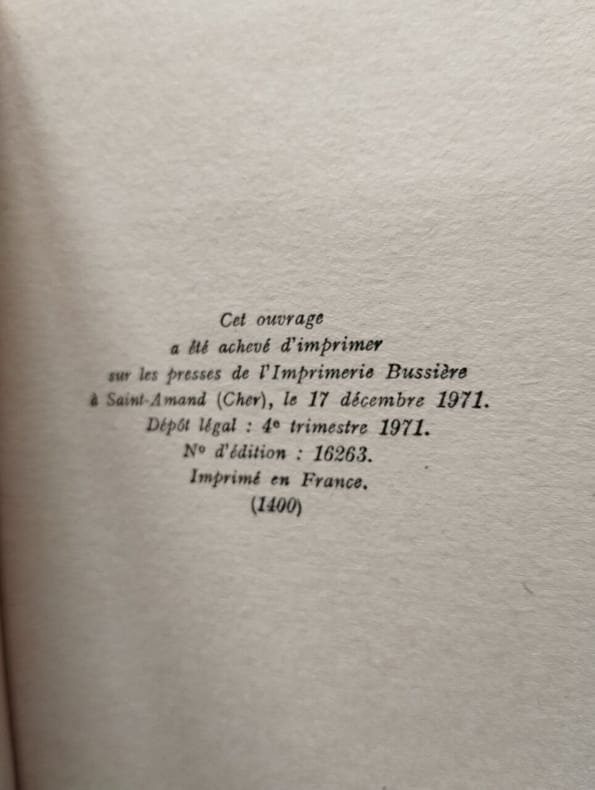 Cet ouvrage
a été achevé d'imprimer
sur les presses de l'Imprimerie Bussière
à Saint-Amand (Cher), le 17 décembre 1971.
Dépôt légal : 4e trimestre 1971.
No d'édition : 16263.
Imprimé en France.
(1400)